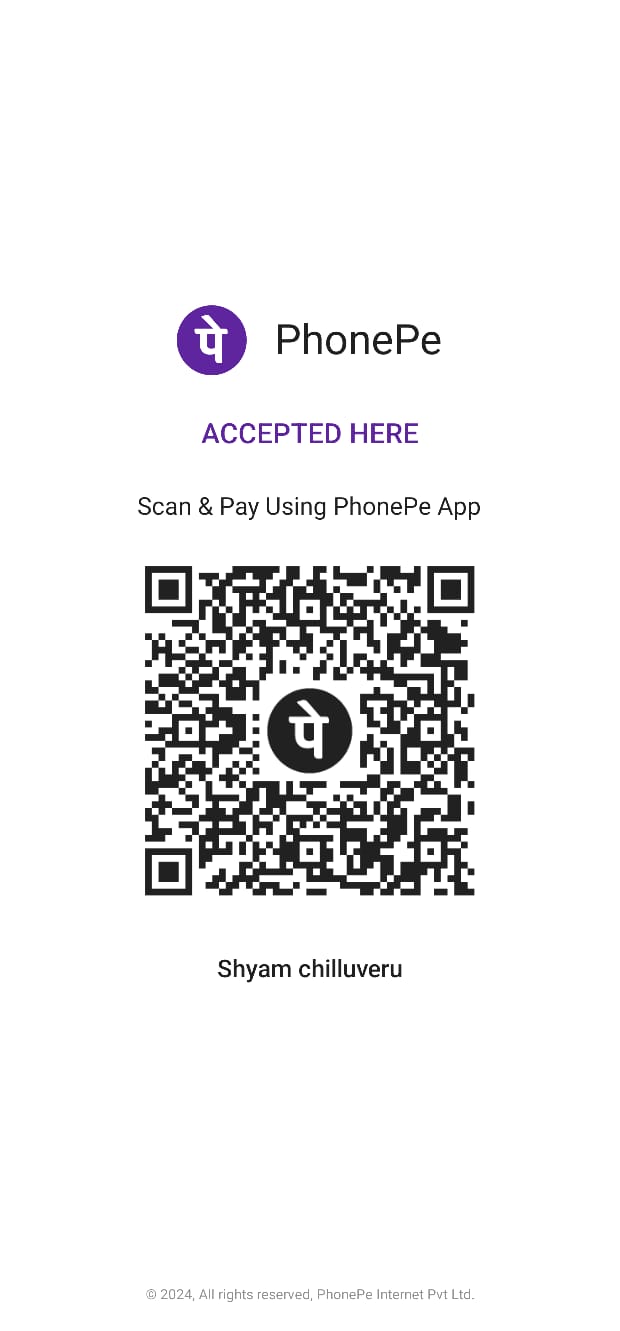 पे PhonePe
ACCEPTED HERE
Scan & Pay Using PhonePe App
पे
Shyam chilluveru
© 2024, All rights reserved, PhonePe Internet Pvt Ltd.